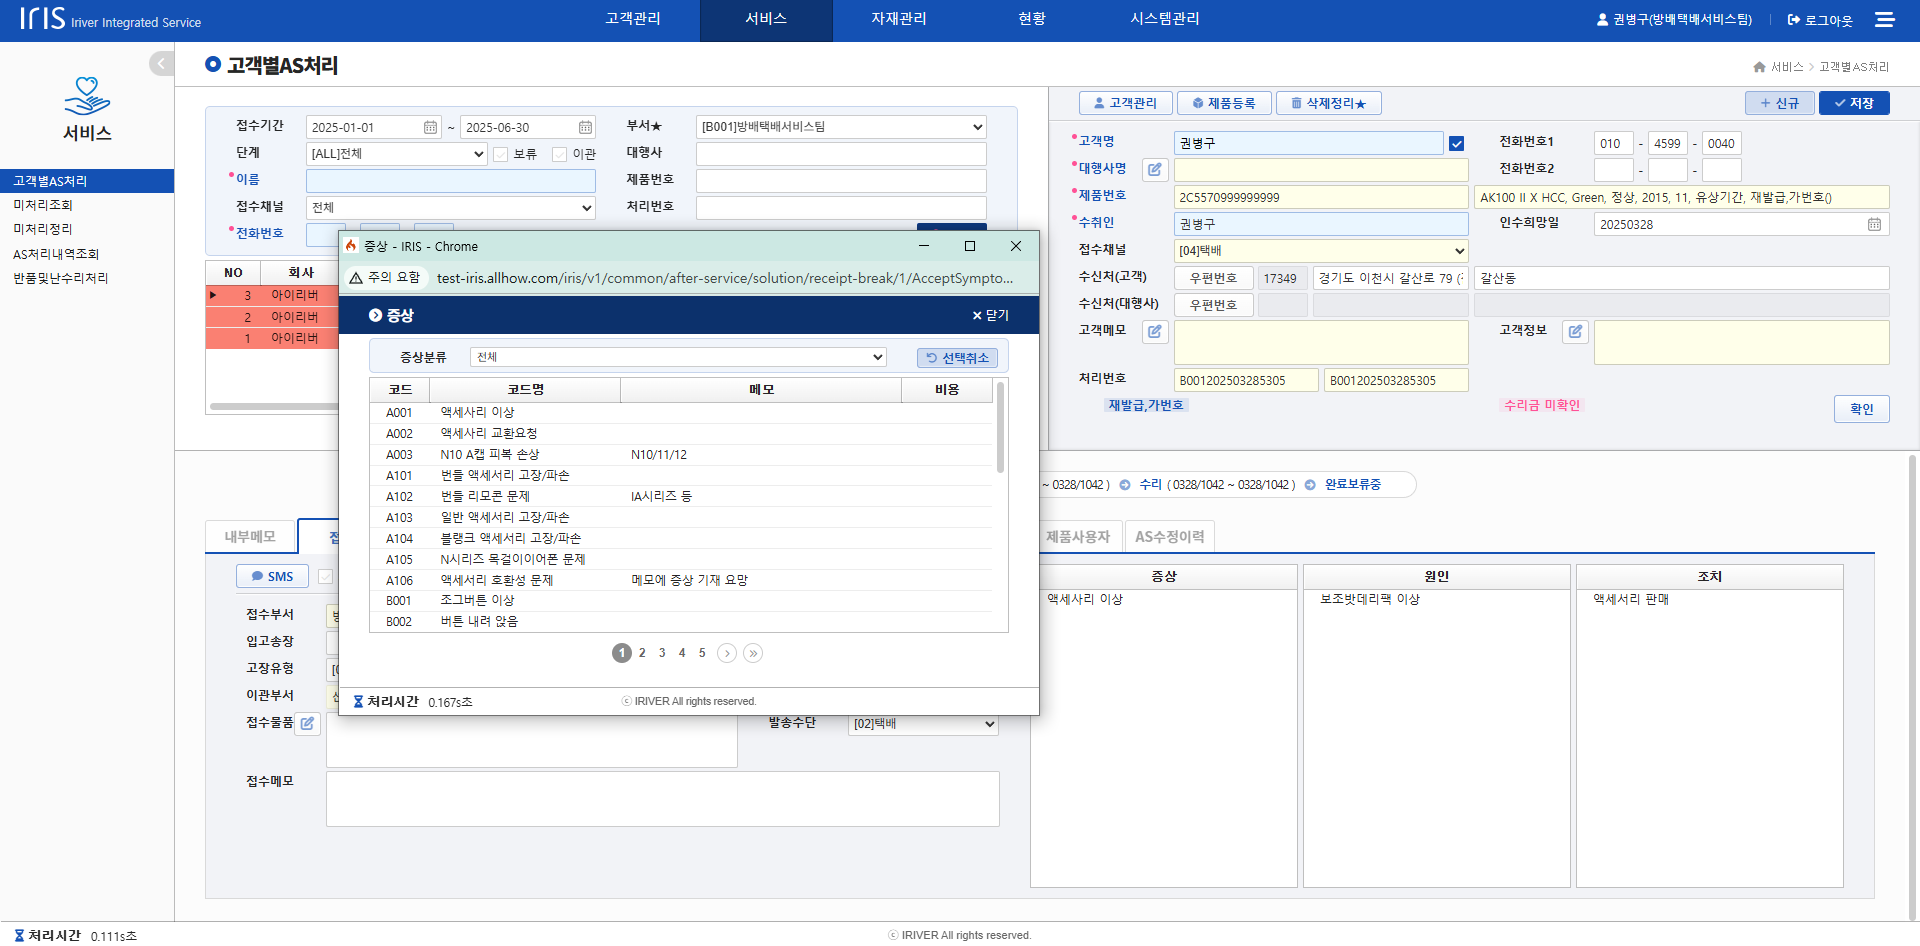 IRIS Iriver Integrated Service
고객관리
서비스
자재관리
현황
시스템관리
권병구(방배택배서비스팀)
로그아웃
서비스
고객별AS처리
미처리조회
미처리정리
AS처리내역조회
반품및난수리처리
고객별AS처리
서비스 > 고객별AS처리
접수기간 2025-01-01 ~ 2025-06-30 부서★ [B001]방배택배서비스팀
단계 [ALL]전체 보류 이관 대행사
이름 제품번호
접수채널 전체 처리번호
전화번호
NO 회사
3 아이리버
2 아이리버
1 아이리버
고객관리 제품등록 삭제정리★ + 신규 저장
고객명 권병구 전화번호1 010 - 4599 - 0040
대행사명 전화번호2 - -
제품번호 2C5570999999999 AK100 II X HCC, Green, 정상, 2015, 11, 유상기간, 재발급,가번호()
수취인 권병구 인수희망일 20250328
접수채널 [04]택배
수신처(고객) 우편번호 17349 경기도 이천시 갈산로 79 갈산동
수신처(대행사) 우편번호
고객메모 고객정보
처리번호 B001202503285305 B001202503285305
재발급,가번호 수리금 미확인 확인
증상 - IRIS - Chrome
주의 요함 test-iris.allhow.com/iris/v1/common/after-service/solution/receipt-break/1/AcceptSympto...
증상 × 닫기
증상분류 전체 선택취소
코드 코드명 메모 비용
A001 액세사리 이상
A002 액세사리 교환요청
A003 N10 A캡 피복 손상 N10/11/12
A101 번들 액세서리 고장/파손
A102 번들 리모콘 문제 IA시리즈 등
A103 일반 액세서리 고장/파손
A104 블랭크 액세서리 고장/파손
A105 N시리즈 목걸이이어폰 문제
A106 액세서리 호환성 문제 메모에 증상 기재 요망
B001 조그버튼 이상
B002 버튼 내려 앉음
1 2 3 4 5 > »
처리시간 0.167s초 ⓒ IRIVER All rights reserved.
~ 0328/1042 ) 수리 ( 0328/1042 ~ 0328/1042 ) 완료보류중
내부메모 제품사용자 AS수정이력
SMS
접수부서
입고송장
고장유형
이관부서
접수물품 발송수단 [02]택배
접수메모
증상 원인 조치
액세사리 이상 보조밧데리팩 이상 액세서리 판매
처리시간 0.111s초 ⓒ IRIVER All rights reserved.